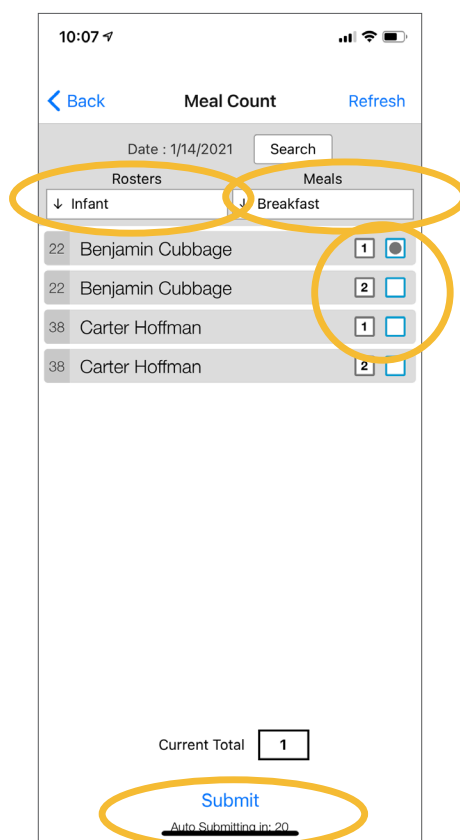 10:07
Back Meal Count Refresh
Date : 1/14/2021 Search
Rosters Meals
↓ Infant ↓ Breakfast
22 Benjamin Cubbage 1
22 Benjamin Cubbage 2
38 Carter Hoffman 1
38 Carter Hoffman 2
Current Total 1
Submit
Auto Submitting in: 20